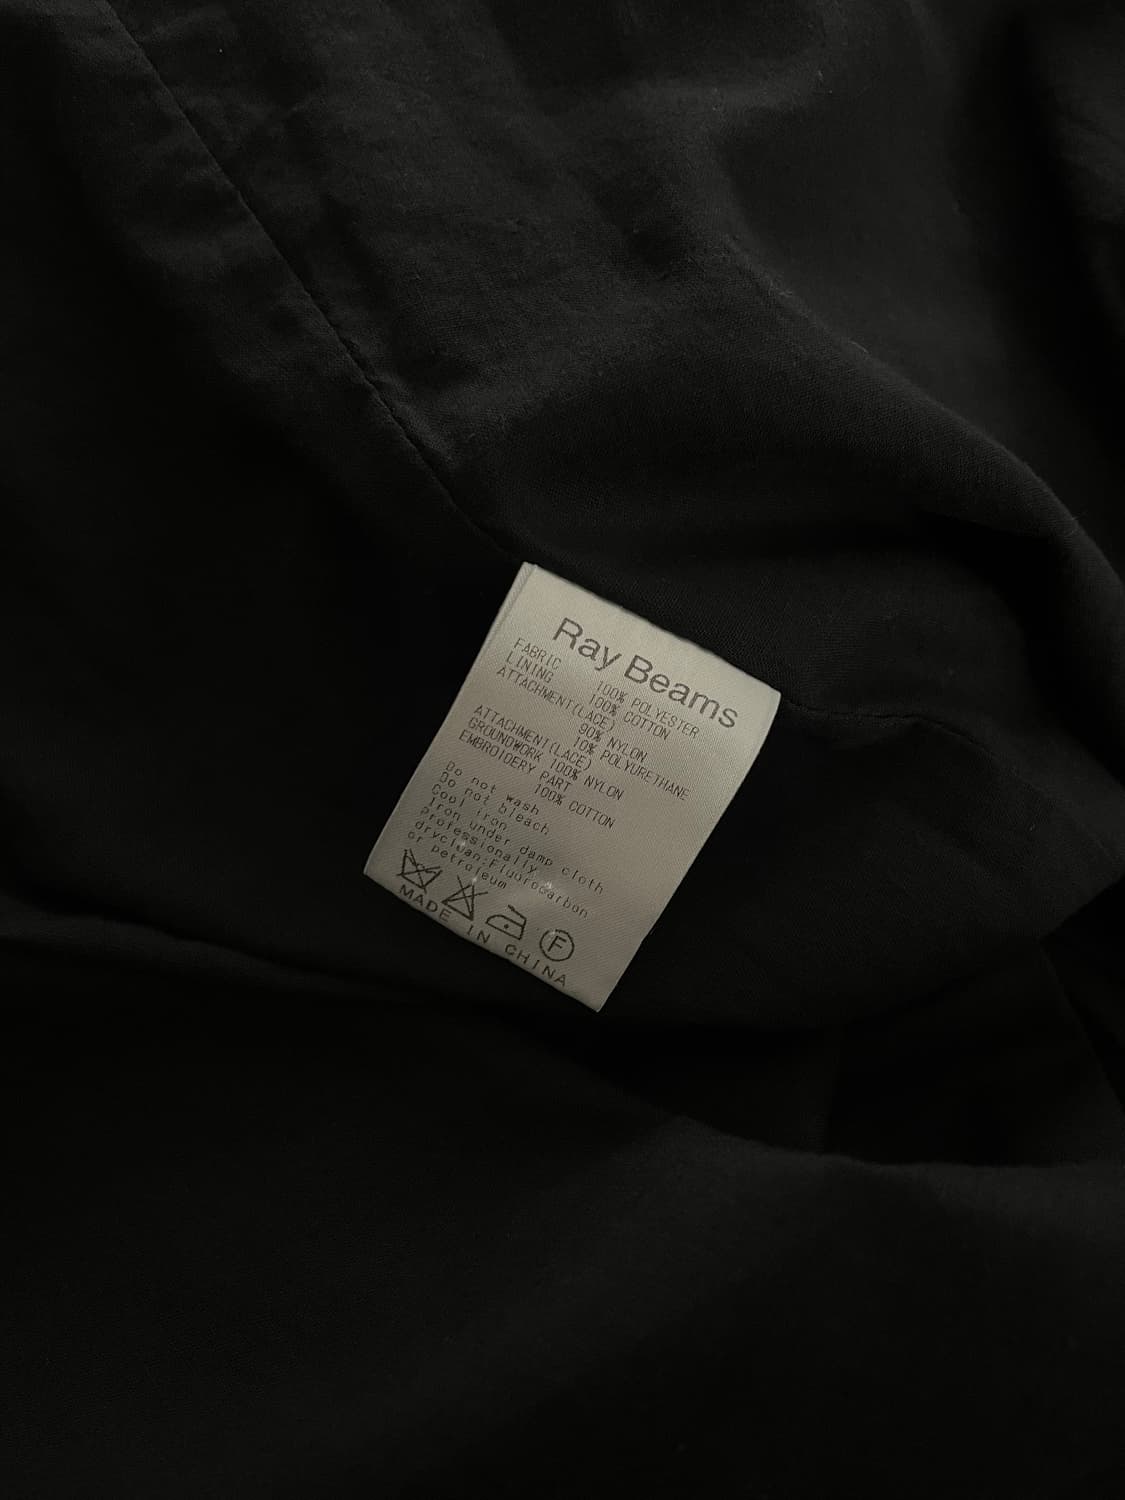 Ray Beams
FABRIC 100% POLYESTER
LINING 100% COTTON
ATTACHMENT(LACE)
90% NYLON
10% POLYURETHANE
ATTACHMENT(LACE)
GROUNDWORK 100% NYLON
EMBROIDERY PART
100% COTTON
Do not wash
Do not bleach
Cool iron
Iron under damp cloth
Professionally
dryclean:Fluorocarbon
or petroleum
F
MADE IN CHINA